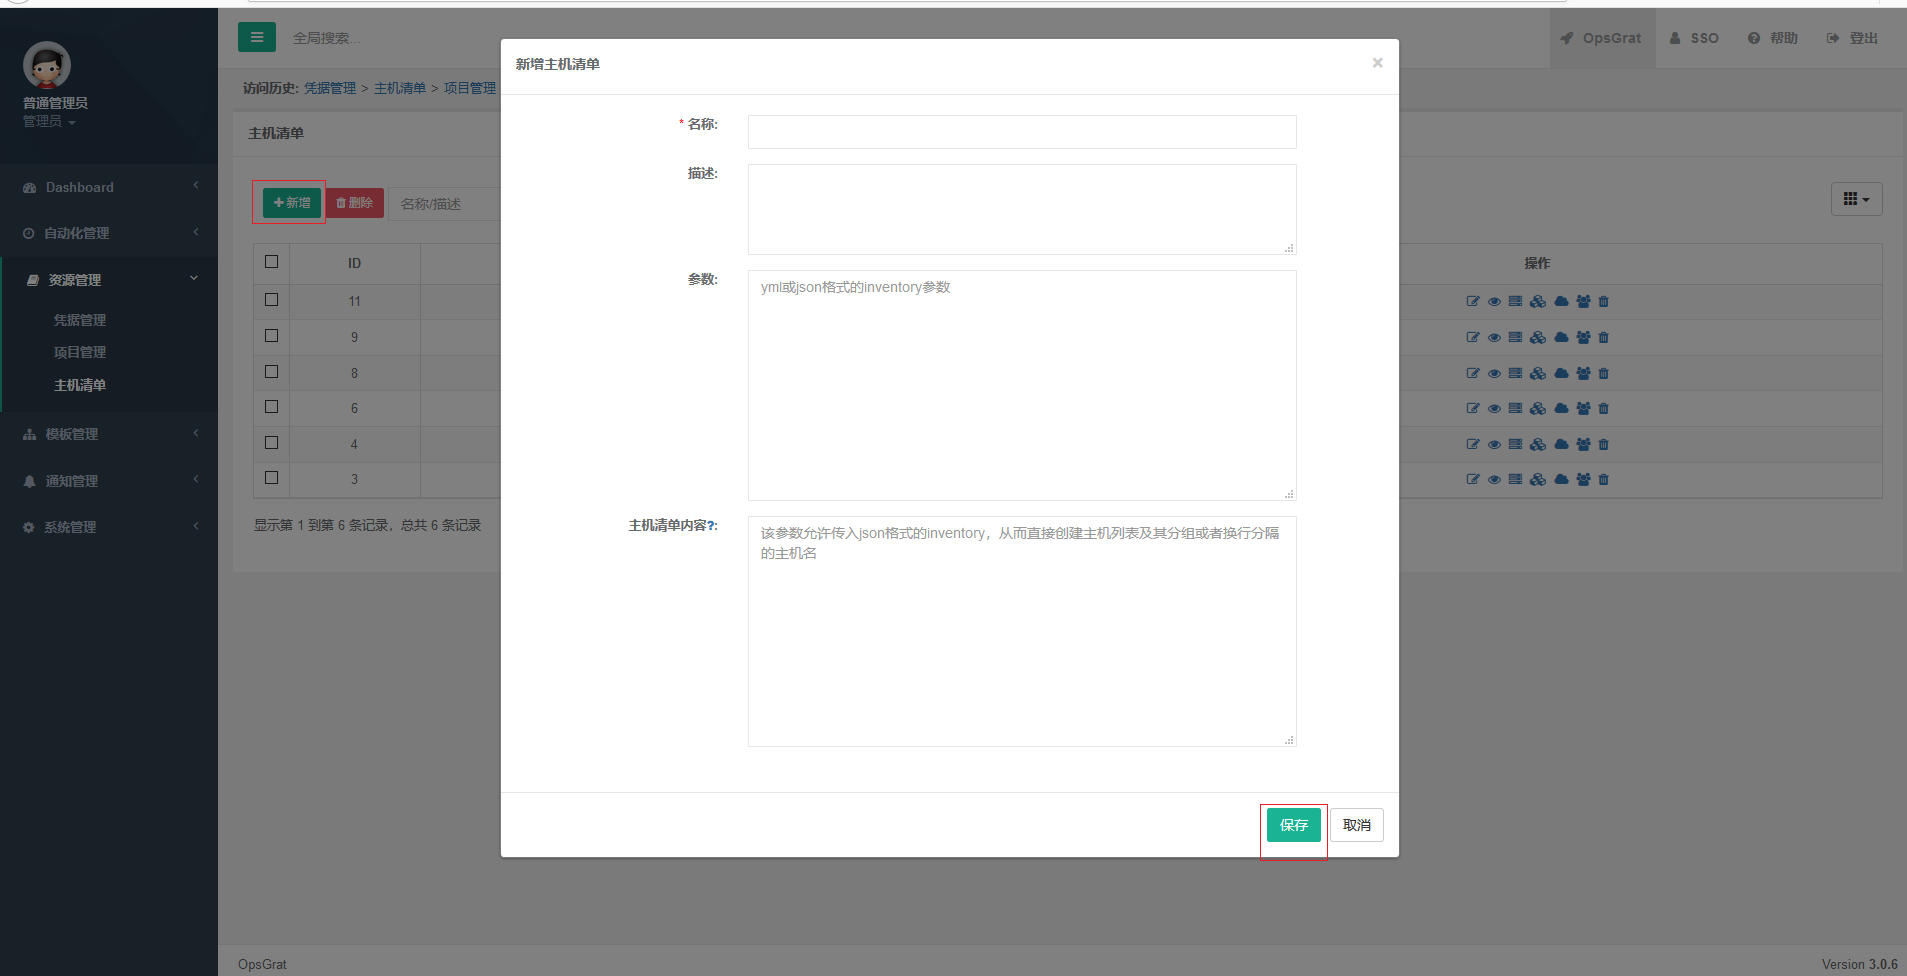 全局搜索...
OpsGrat
SSO
帮助
登出
普通管理员
管理员
Dashboard
自动化管理
资源管理
凭据管理
项目管理
主机清单
模板管理
通知管理
系统管理
访问历史: 凭据管理 > 主机清单 > 项目管理
主机清单
新增
删除
名称/描述
ID
操作
11
9
8
6
4
3
显示第 1 到第 6 条记录，总共 6 条记录
新增主机清单
×
* 名称:
描述:
参数:
yml或json格式的inventory参数
主机清单内容?:
该参数允许传入json格式的inventory，从而直接创建主机列表及其分组或者换行分隔
的主机名
保存
取消
OpsGrat
Version 3.0.6